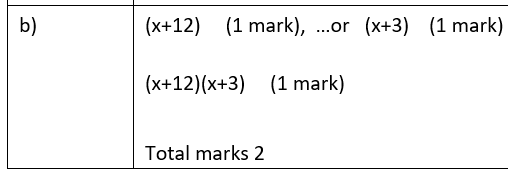 b) (x+12) (1 mark), ...or (x+3) (1 mark)
(x+12)(x+3) (1 mark)
Total marks 2